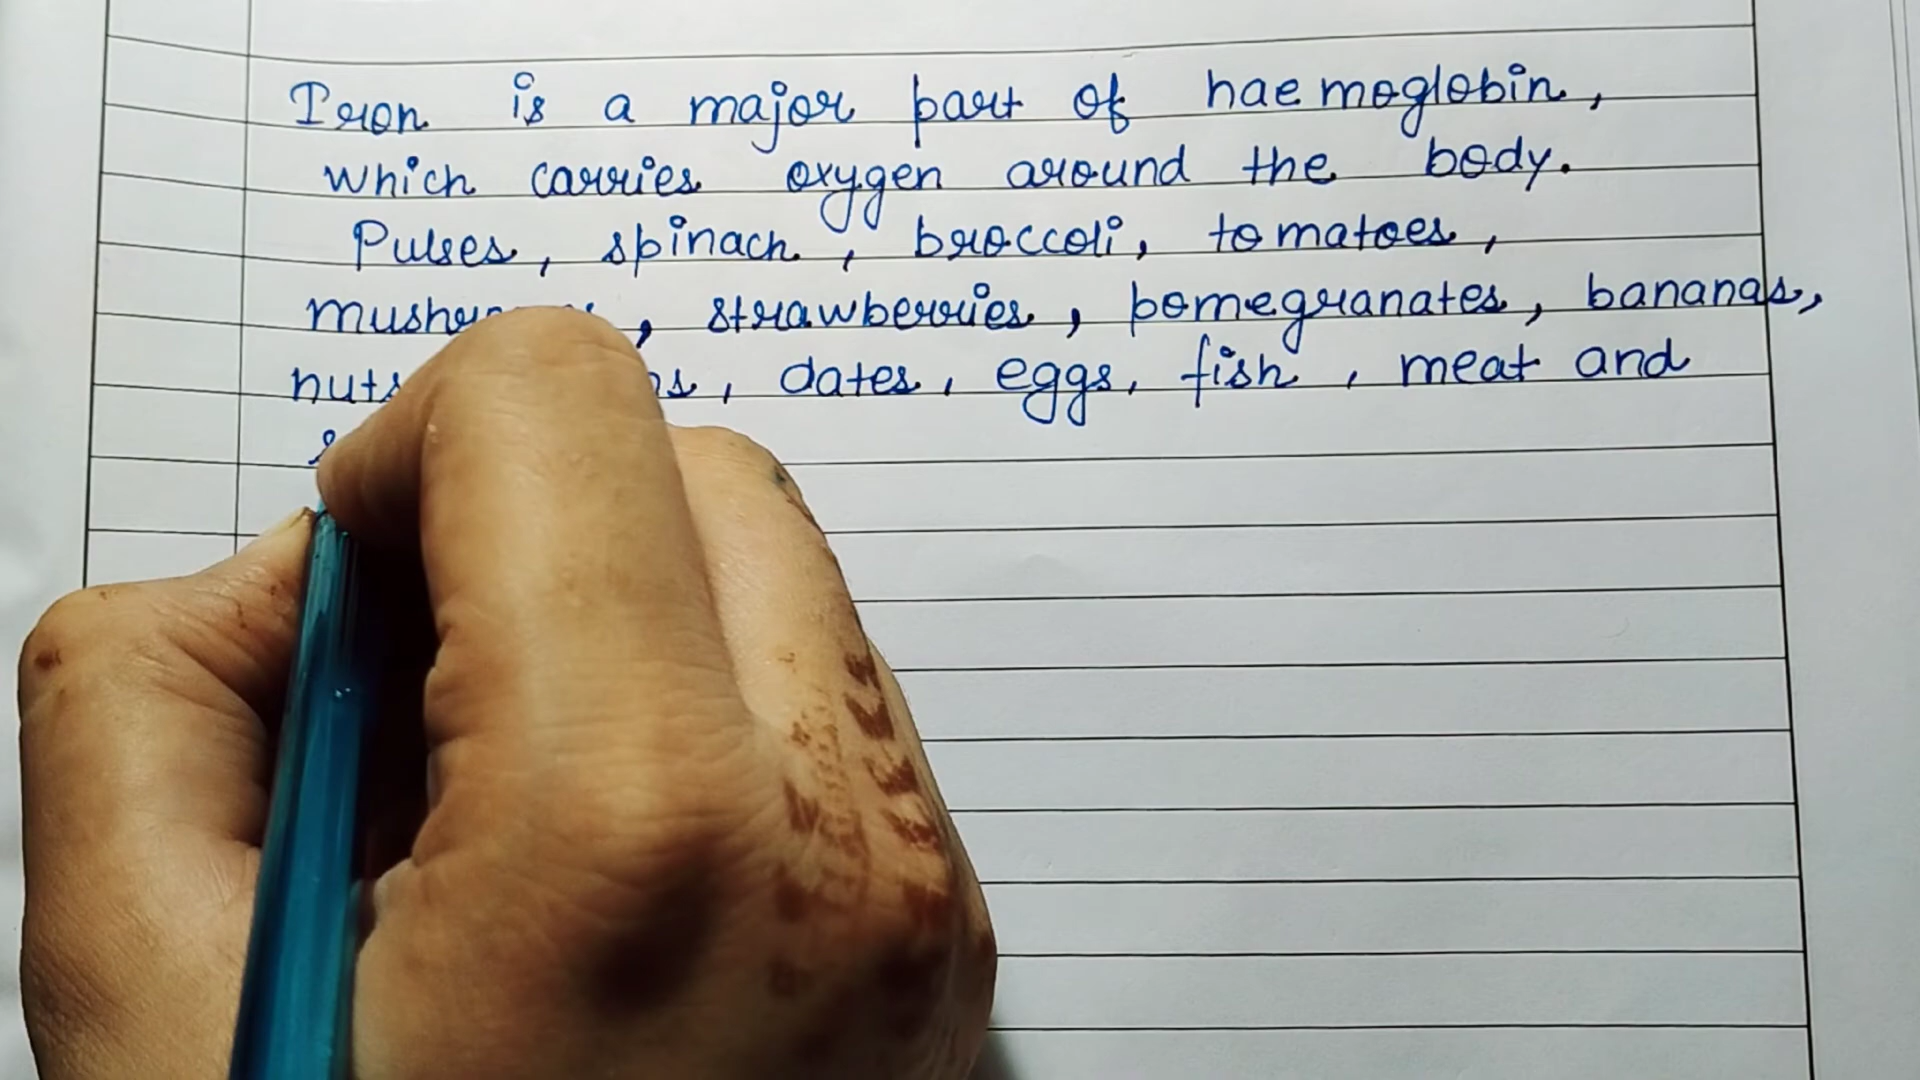 Iron is a major part of haemoglobin,
which carries oxygen around the body.
Pulses, spinach, broccoli, tomatoes,
strawberries, pomegranates, bananas,
nuts dates, eggs, fish, meat and